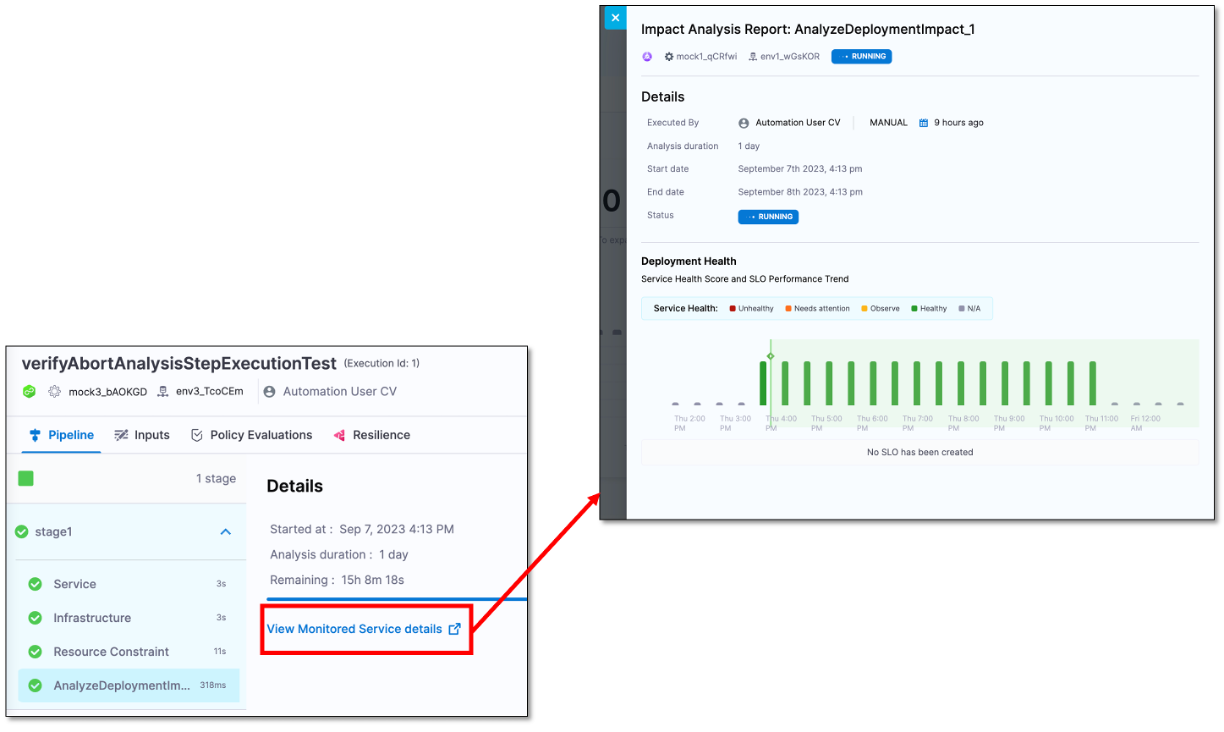 Impact Analysis Report: AnalyzeDeploymentImpact_1
mock1_qCRfwi env1_wGsKOR RUNNING
Details
Executed By Automation User CV MANUAL 9 hours ago
Analysis duration 1 day
Start date September 7th 2023, 4:13 pm
End date September 8th 2023, 4:13 pm
Status RUNNING
0
To expa
Deployment Health
Service Health Score and SLO Performance Trend
Service Health: Unhealthy Needs attention Observe Healthy N/A
Thu 2:00 PM Thu 3:00 PM Thu 4:00 PM Thu 5:00 PM Thu 6:00 PM Thu 7:00 PM Thu 8:00 PM Thu 9:00 PM Thu 10:00 PM Thu 11:00 PM Fri 12:00 AM
No SLO has been created
verifyAbortAnalysisStepExecutionTest (Execution Id: 1)
mock3_bAOKGD env3_TcoCEm Automation User CV
Pipeline Inputs Policy Evaluations Resilience
1 stage
stage1
Service 3s
Infrastructure 3s
Resource Constraint 11s
AnalyzeDeploymentIm... 318ms
Details
Started at : Sep 7, 2023 4:13 PM
Analysis duration : 1 day
Remaining : 15h 8m 18s
View Monitored Service details